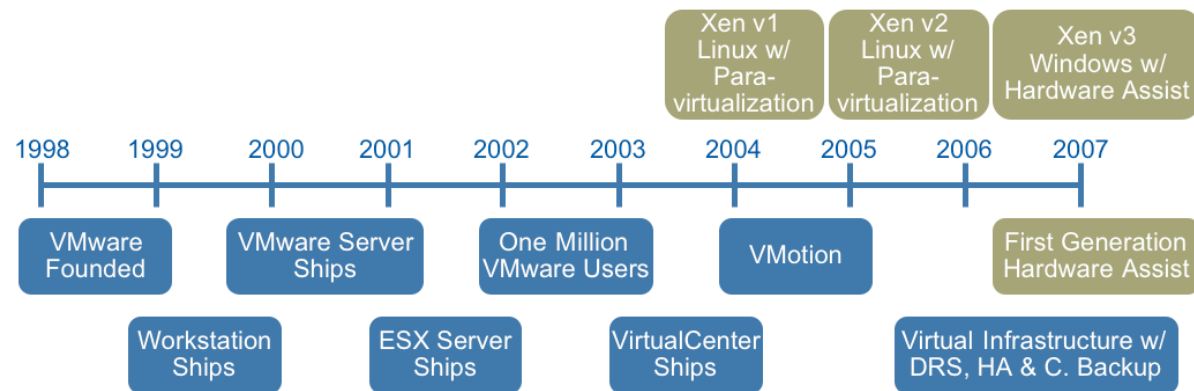 Xen v1
Linux w/
Para-
virtualization
Xen v2
Linux w/
Para-
virtualization
Xen v3
Windows w/
Hardware Assist
1998
1999
2000
2001
2002
2003
2004
2005
2006
2007
VMware
Founded
VMware Server
Ships
One Million
VMware Users
VMotion
First Generation
Hardware Assist
Workstation
Ships
ESX Server
Ships
VirtualCenter
Ships
Virtual Infrastructure w/
DRS, HA & C. Backup